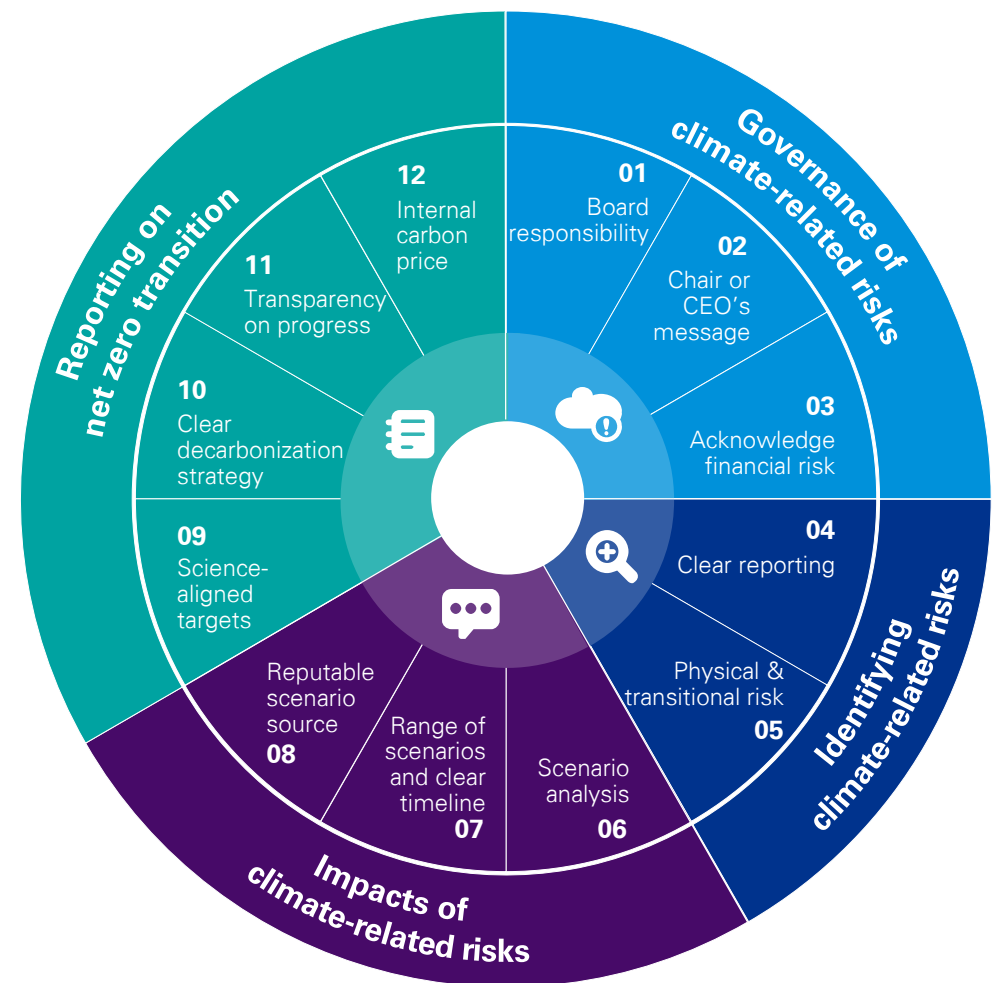 Governance of
climate-related risks
01
Board
responsibility
02
Chair or
CEO's
message
03
Acknowledge
financial risk
Identifying
climate-related risks
04
Clear reporting
Physical &
transitional risk
05
Impacts of
climate-related risks
Scenario
analysis
06
Range of
scenarios
and clear
timeline
07
Reputable
scenario
source
08
Reporting on
net zero transition
09
Science-
aligned
targets
10
Clear
decarbonization
strategy
11
Transparency
on progress
12
Internal
carbon
price